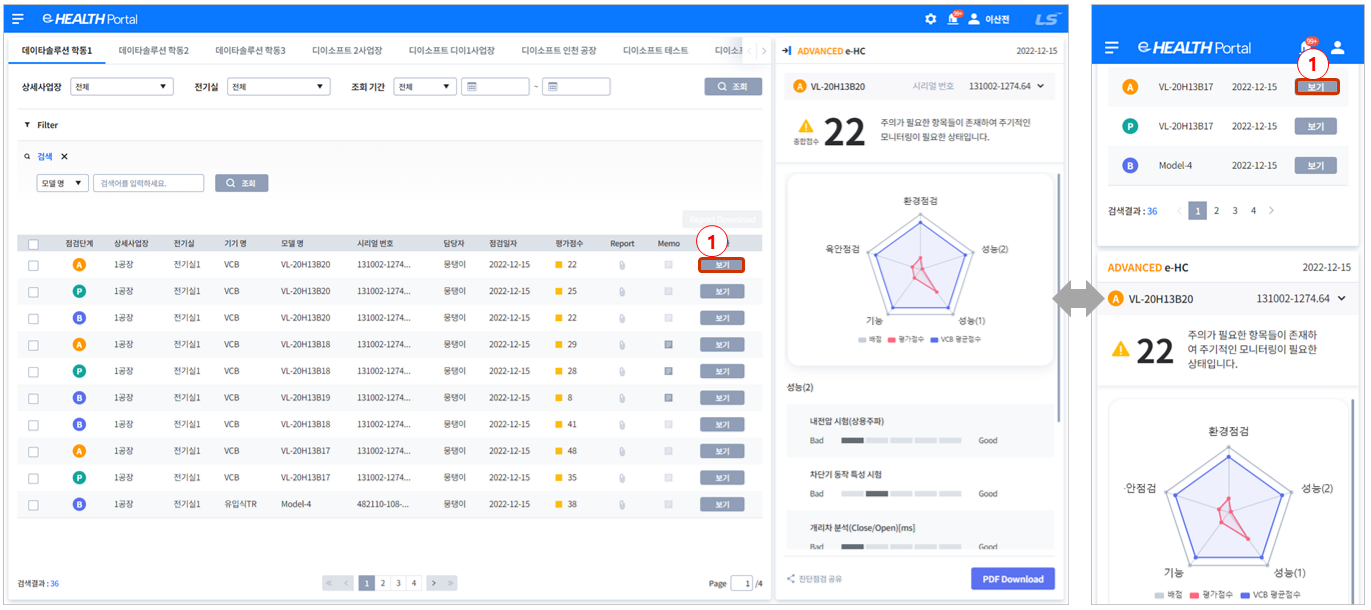 e-HEALTH Portal
99+
이산전
LS
데이타솔루션 학동1 데이타솔루션 학동2 데이타솔루션 학동3 디이소프트 2사업장 디이소프트 디이1사업장 디이소프트 인천 공장 디이소프트 테스트
상세사업장 전체 ▼ 전기실 전체 ▼ 조회 기간 전체 ▼ ~ 조회
Filter
검색 X
모델 명 ▼ 검색어를 입력하세요. 조회
Report Download
점검단계 상세사업장 전기실 기기 명 모델 명 시리얼 번호 담당자 점검일자 평가점수 Report Memo
1
A 1공장 전기실1 VCB VL-20H13B20 131002-1274... 뭉탱이 2022-12-15 22 보기
P 1공장 전기실1 VCB VL-20H13B20 131002-1274... 뭉탱이 2022-12-15 25 보기
B 1공장 전기실1 VCB VL-20H13B20 131002-1274... 뭉탱이 2022-12-15 22 보기
A 1공장 전기실1 VCB VL-20H13B18 131002-1274... 뭉탱이 2022-12-15 29 보기
P 1공장 전기실1 VCB VL-20H13B18 131002-1274... 뭉탱이 2022-12-15 28 보기
B 1공장 전기실1 VCB VL-20H13B19 131002-1274... 뭉탱이 2022-12-15 8 보기
B 1공장 전기실1 VCB VL-20H13B18 131002-1274... 뭉탱이 2022-12-15 41 보기
A 1공장 전기실1 VCB VL-20H13B17 131002-1274... 뭉탱이 2022-12-15 48 보기
P 1공장 전기실1 VCB VL-20H13B17 131002-1274... 뭉탱이 2022-12-15 35 보기
B 1공장 전기실1 유입식TR Model-4 482110-108-... 뭉탱이 2022-12-15 38 보기
검색결과 : 36
« < 1 2 3 4 > »
Page 1 /4
ADVANCED e-HC 2022-12-15
A VL-20H13B20 시리얼 번호 131002-1274.64
종합점수 22
주의가 필요한 항목들이 존재하여 주기적인
모니터링이 필요한 상태입니다.
환경점검
육안점검 성능(2)
기능 성능(1)
배점 평가점수 VCB 평균점수
성능(2)
내전압 시험(상용주파)
Bad Good
차단기 동작 특성 시험
Bad Good
개리차 분석(Close/Open)[ms]
Bad Good
진단점검 공유
PDF Download
e-HEALTH Portal
99+
1
A VL-20H13B17 2022-12-15 보기
P VL-20H13B17 2022-12-15 보기
B Model-4 2022-12-15 보기
검색결과 : 36 < 1 2 3 4 >
ADVANCED e-HC 2022-12-15
A VL-20H13B20 131002-1274.64
22
주의가 필요한 항목들이 존재하
여 주기적인 모니터링이 필요한
상태입니다.
환경점검
안점검 성능(2)
기능 성능(1)
배점 평가점수 VCB 평균점수